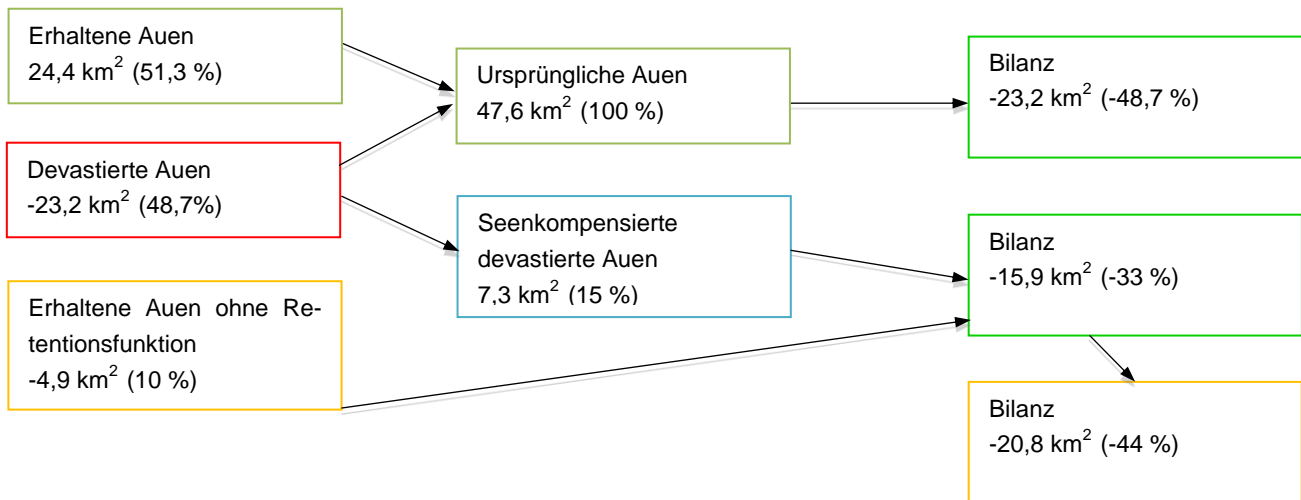 Erhaltene Auen
24,4 km² (51,3 %)
Devastierte Auen
-23,2 km² (48,7%)
Erhaltene Auen ohne Re-
tentionsfunktion
-4,9 km² (10 %)
Ursprüngliche Auen
47,6 km² (100 %)
Seenkompensierte
devastierte Auen
7,3 km² (15 %)
Bilanz
-23,2 km² (-48,7 %)
Bilanz
-15,9 km² (-33 %)
Bilanz
-20,8 km² (-44 %)